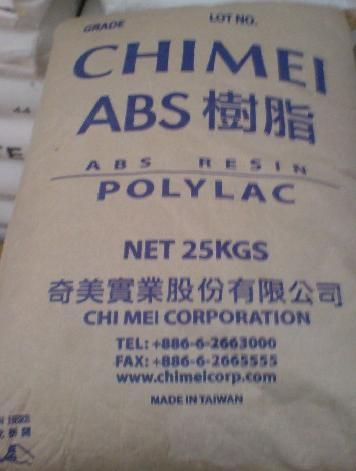 GRADE LOT NO.
CHIMEI
ABS 樹脂
ABS RESIN
POLYLAC
NET 25KGS
奇美實業股份有限公司
CHI MEI CORPORATION
TEL: +886-6-2663000
FAX: +886-6-2665555
www.chimeicorp.com
MADE IN TAIWAN